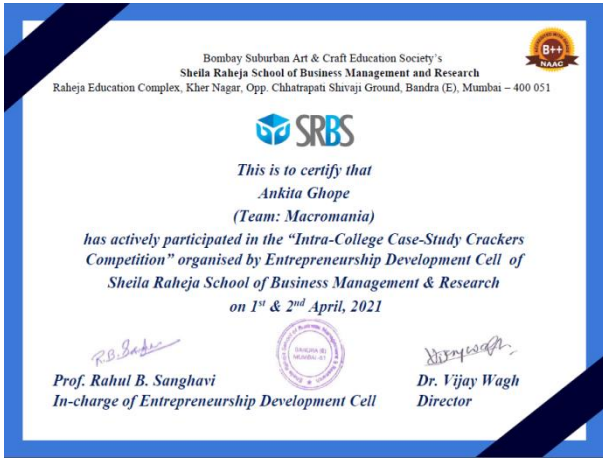 Bombay Suburban Art & Craft Education Society's
Sheila Raheja School of Business Management and Research
Raheja Education Complex, Kher Nagar, Opp. Chhatrapati Shivaji Ground, Bandra (E), Mumbai – 400 051
B++
NAAC
SRBS
This is to certify that
Ankita Ghope
(Team: Macromania)
has actively participated in the “Intra-College Case-Study Crackers
Competition” organised by Entrepreneurship Development Cell of
Sheila Raheja School of Business Management & Research
on 1st & 2nd April, 2021
BANDRA (E)
MUMBAI-51
Prof. Rahul B. Sanghavi
In-charge of Entrepreneurship Development Cell
Dr. Vijay Wagh
Director